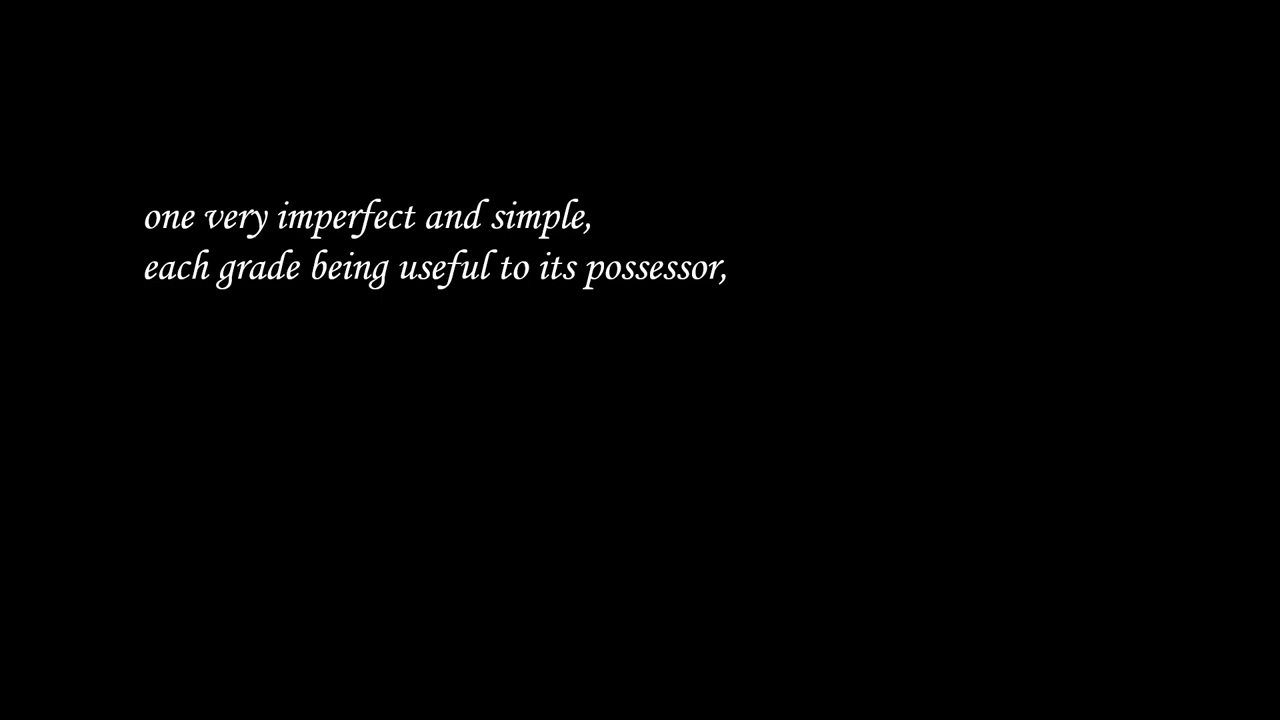 one very imperfect and simple,
each grade being useful to its possessor,